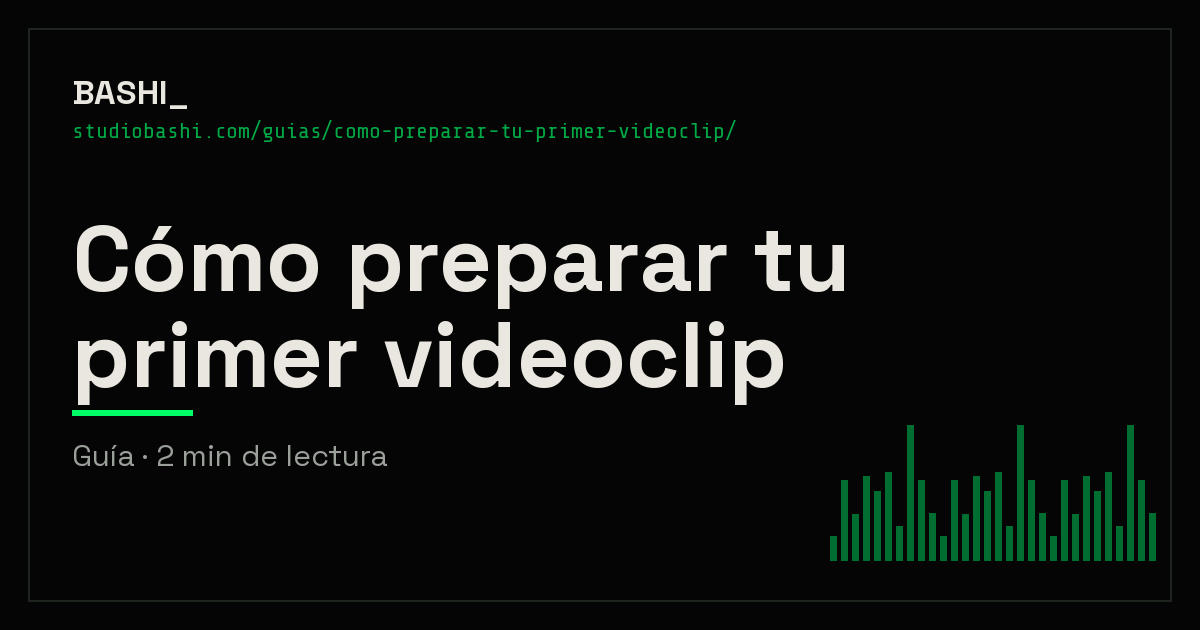 BASHI_
studiobashi.com/guias/como-preparar-tu-primer-videoclip/
Cómo preparar tu
primer videoclip
Guía · 2 min de lectura